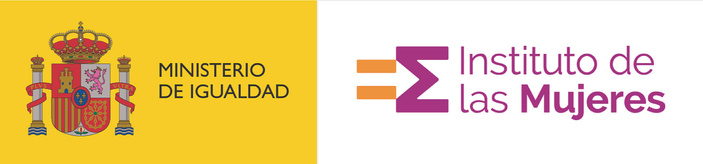 MINISTERIO
DE IGUALDAD
Instituto de
las Mujeres